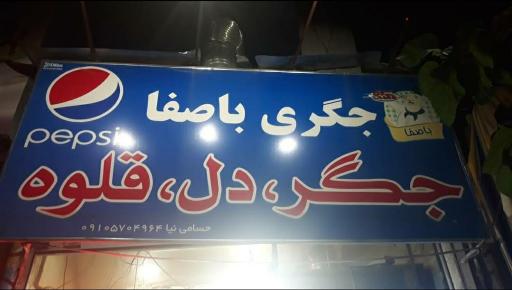 جگری باصفا
باصفا
pepsi
جگر، دل، قلوه
حسامی نیا ۰۹۱۰۵۷۰۴۹۶۴